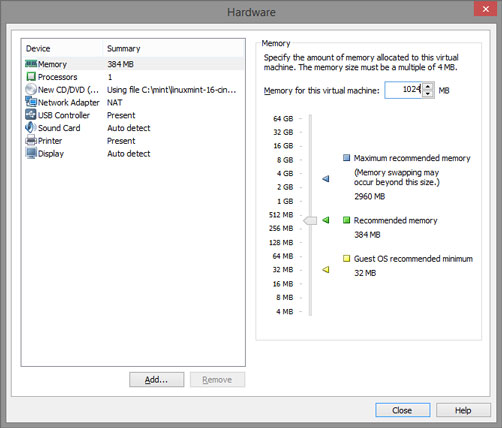 Hardware
Device Summary
Memory 384 MB
Processors 1
New CD/DVD (... Using file C:\mint\linuxmint-16-cin...
Network Adapter NAT
USB Controller Present
Sound Card Auto detect
Printer Present
Display Auto detect
Add... Remove
Memory
Specify the amount of memory allocated to this virtual
machine. The memory size must be a multiple of 4 MB.
Memory for this virtual machine: 1024 MB
64 GB
32 GB
16 GB
8 GB
4 GB
2 GB
1 GB
512 MB
256 MB
128 MB
64 MB
32 MB
16 MB
8 MB
4 MB
Maximum recommended memory
(Memory swapping may
occur beyond this size.)
2960 MB
Recommended memory
384 MB
Guest OS recommended minimum
32 MB
Close Help